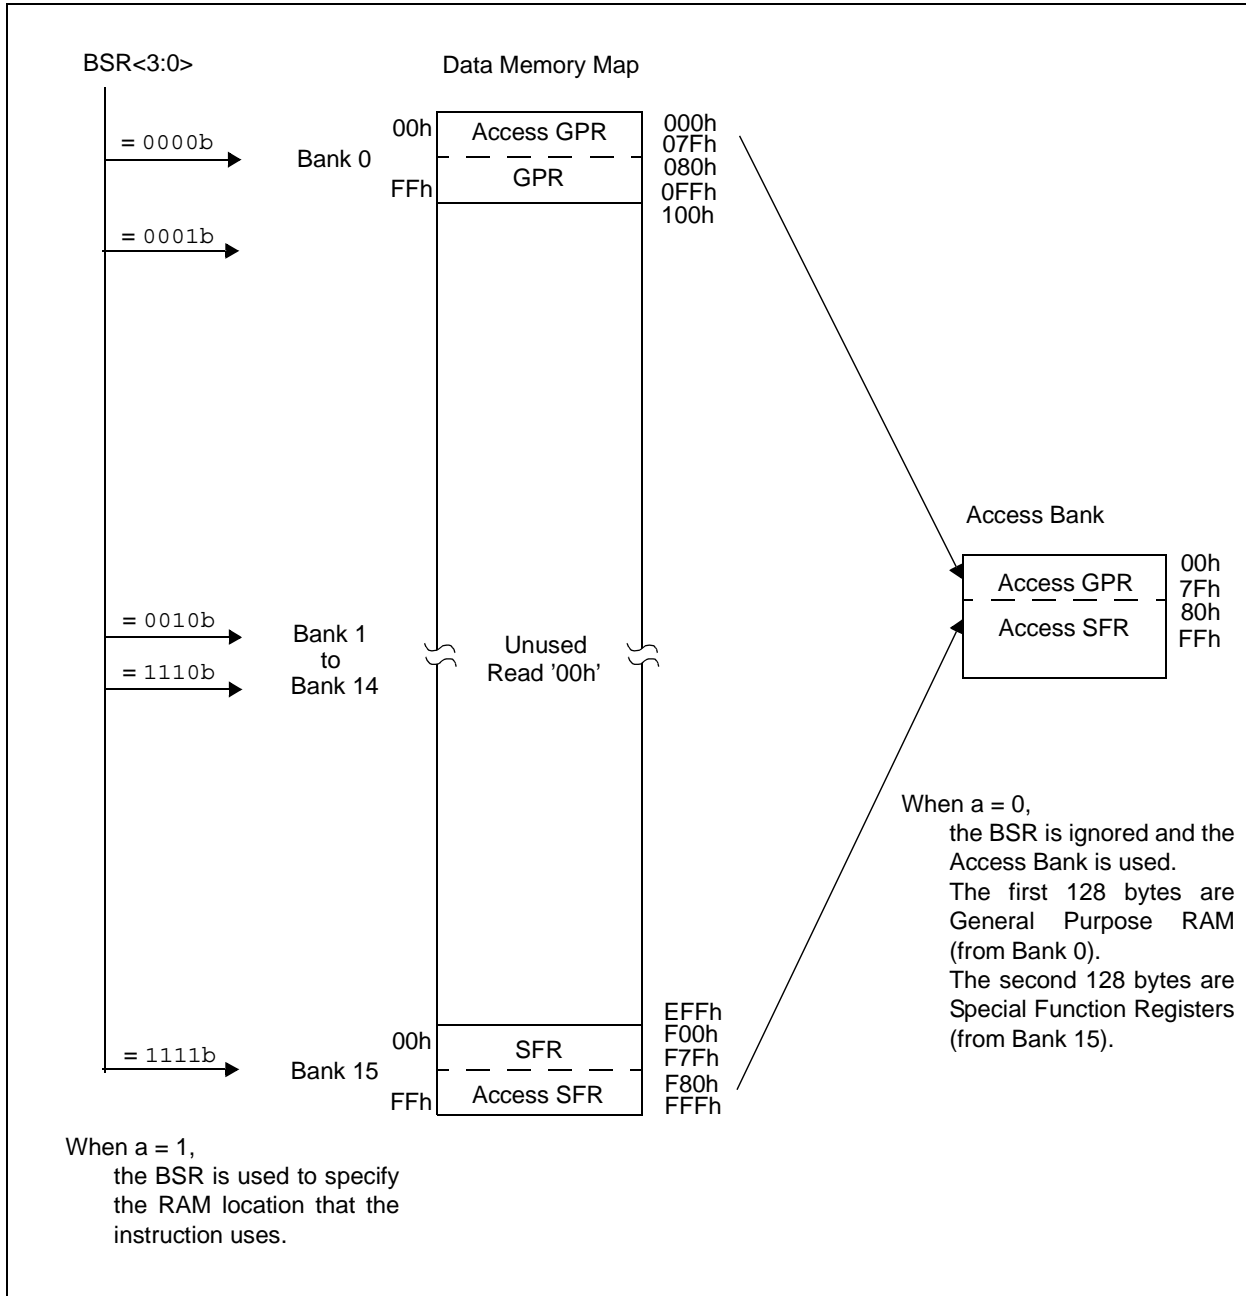 BSR<3:0>
Data Memory Map
= 0000b
Bank 0
00h
FFh
Access GPR
GPR
000h
07Fh
080h
0FFh
100h
= 0001b
= 0010b
= 1110b
Bank 1
to
Bank 14
Unused
Read '00h'
Access Bank
Access GPR
Access SFR
00h
7Fh
80h
FFh
When a = 0,
the BSR is ignored and the
Access Bank is used.
The first 128 bytes are
General Purpose RAM
(from Bank 0).
The second 128 bytes are
Special Function Registers
(from Bank 15).
= 1111b
Bank 15
00h
FFh
SFR
Access SFR
EFFh
F00h
F7Fh
F80h
FFFh
When a = 1,
the BSR is used to specify
the RAM location that the
instruction uses.